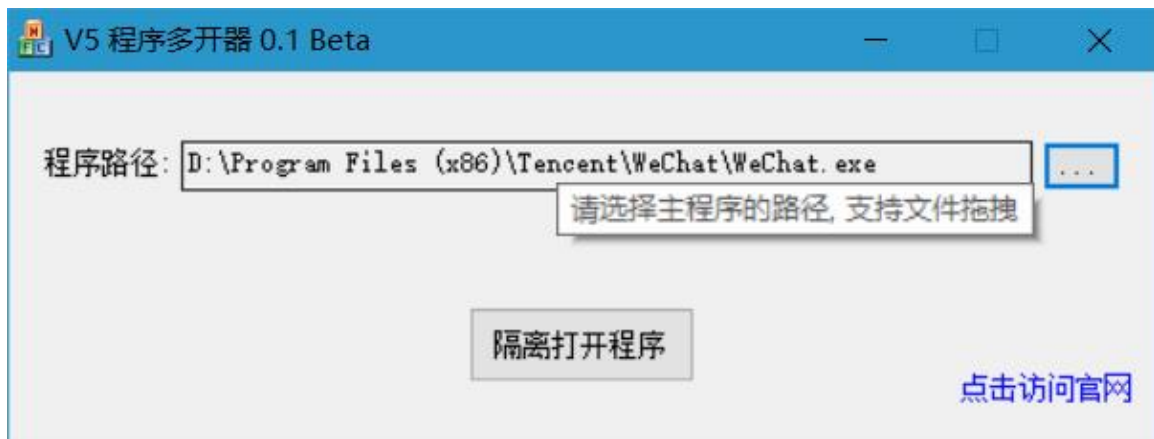 V5 程序多开器 0.1 Beta
程序路径: D:\Program Files (x86)\Tencent\WeChat\WeChat.exe ...
请选择主程序的路径, 支持文件拖拽
隔离打开程序
点击访问官网